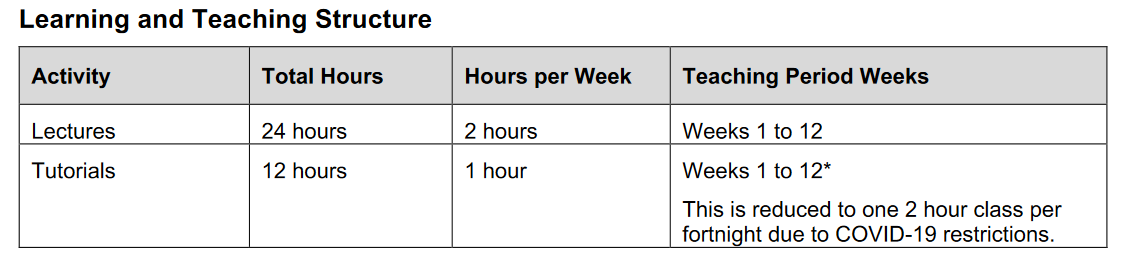 Learning and Teaching Structure
Activity Total Hours Hours per Week Teaching Period Weeks
Lectures 24 hours 2 hours Weeks 1 to 12
Tutorials 12 hours 1 hour Weeks 1 to 12*
This is reduced to one 2 hour class per
fortnight due to COVID-19 restrictions.